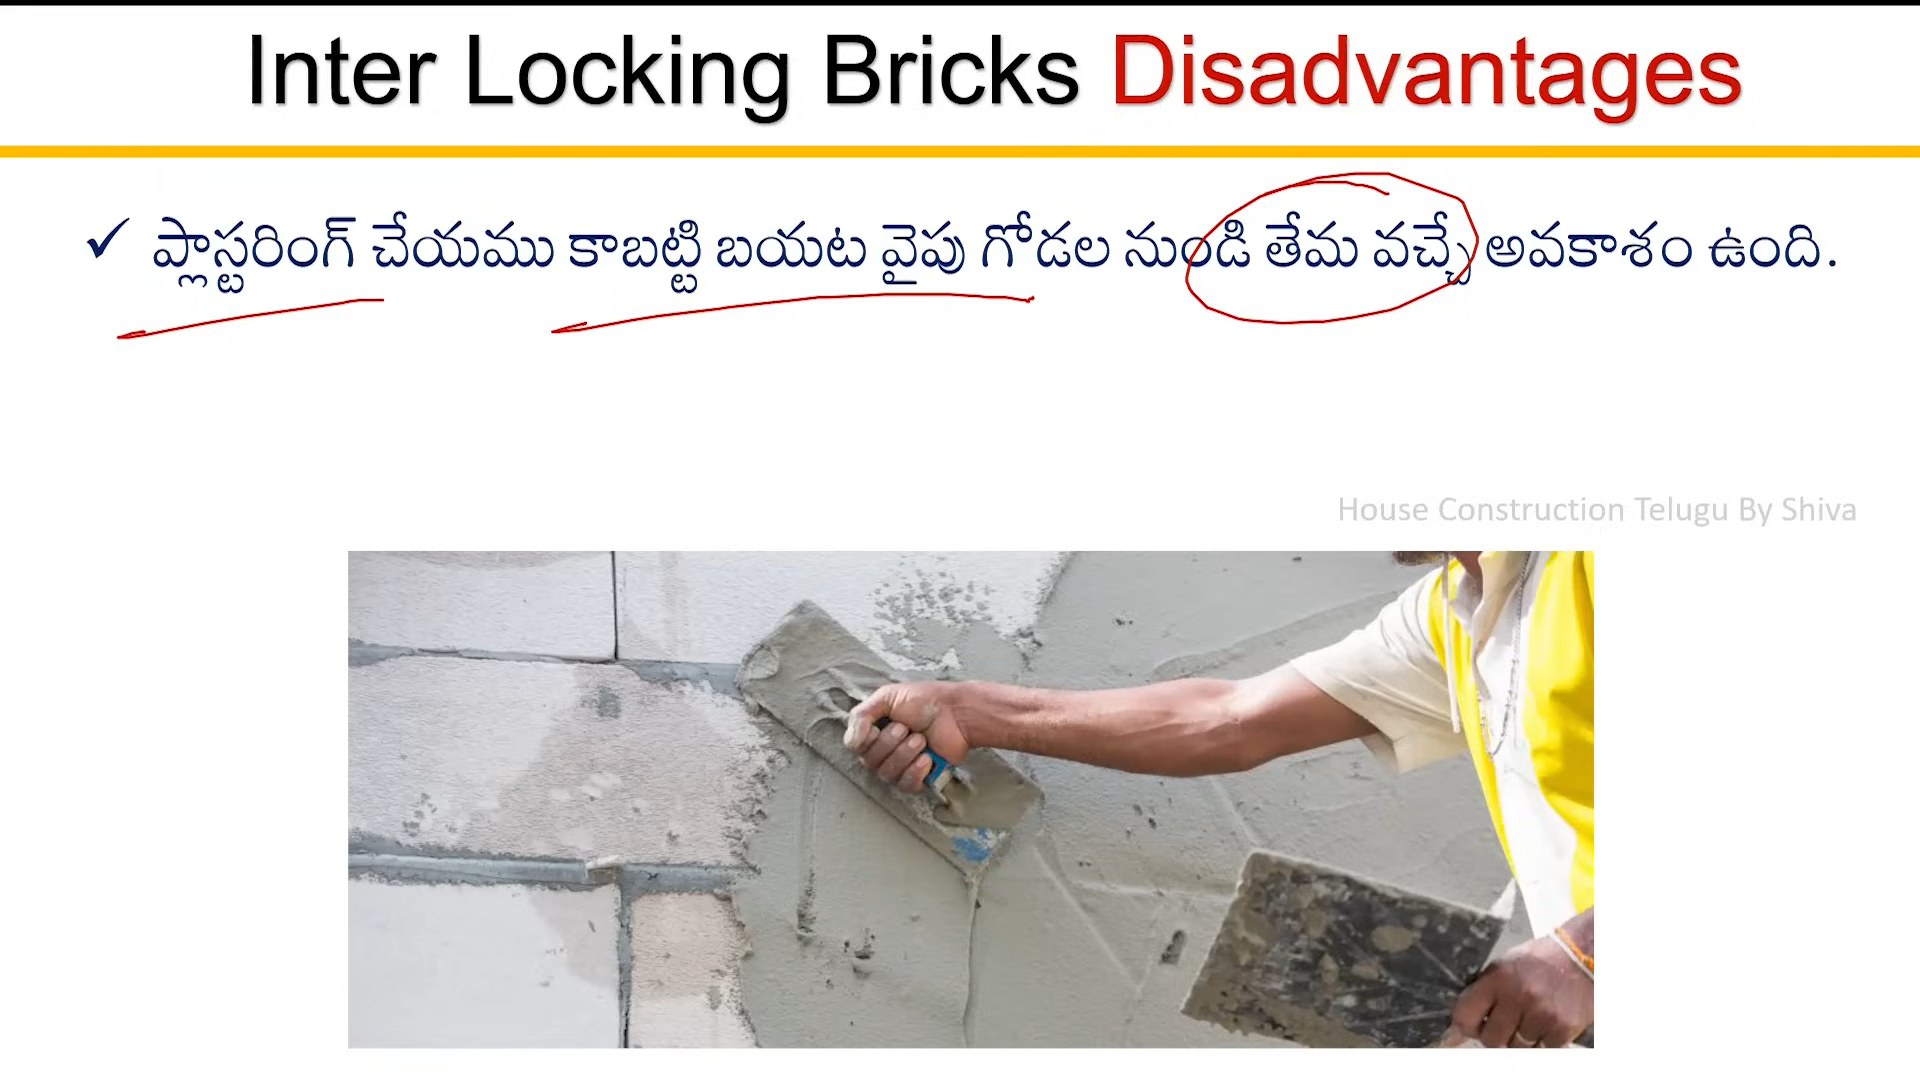 Inter Locking Bricks Disadvantages
✓ ప్లాస్టరింగ్ చేయము కాబట్టి బయట వైపు గోడల నుండి తేమ వచ్చే అవకాశం ఉంది.
House Construction Telugu By Shiva